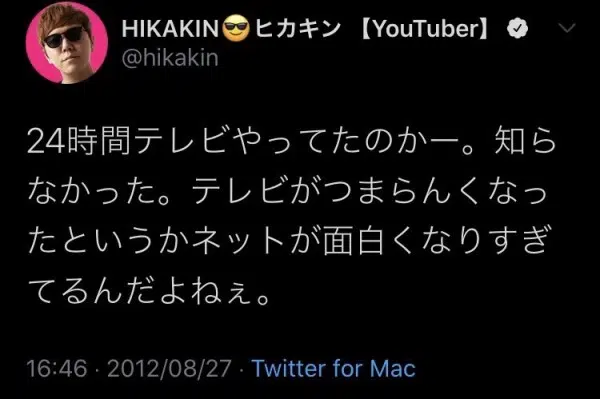 HIKAKIN😎ヒカキン 【YouTuber】
@hikakin
24時間テレビやってたのかー。知ら
なかった。テレビがつまらんくなっ
たというかネットが面白くなりすぎ
てるんだよねぇ。
16:46 · 2012/08/27 · Twitter for Mac